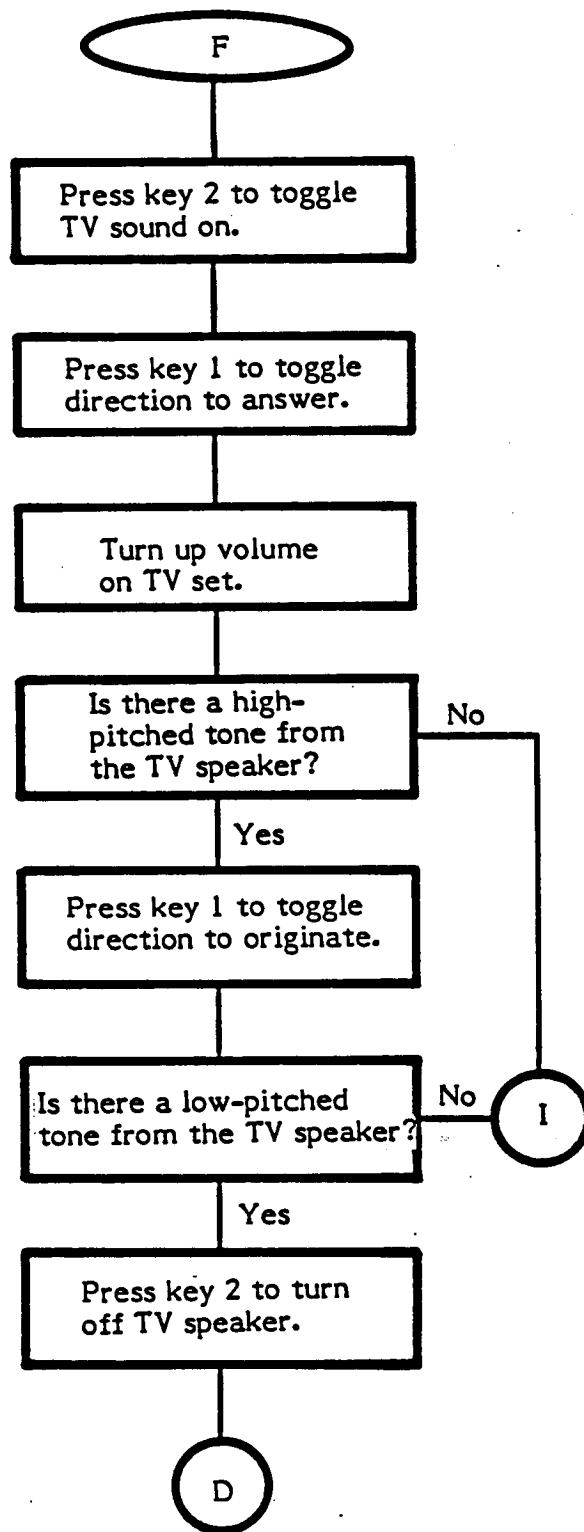 F
Press key 2 to toggle
TV sound on.
Press key 1 to toggle
direction to answer.
Turn up volume
on TV set.
Is there a high-
pitched tone from
the TV speaker?
No
Yes
Press key 1 to toggle
direction to originate.
Is there a low-pitched
tone from the TV speaker?
No
I
Yes
Press key 2 to turn
off TV speaker.
D